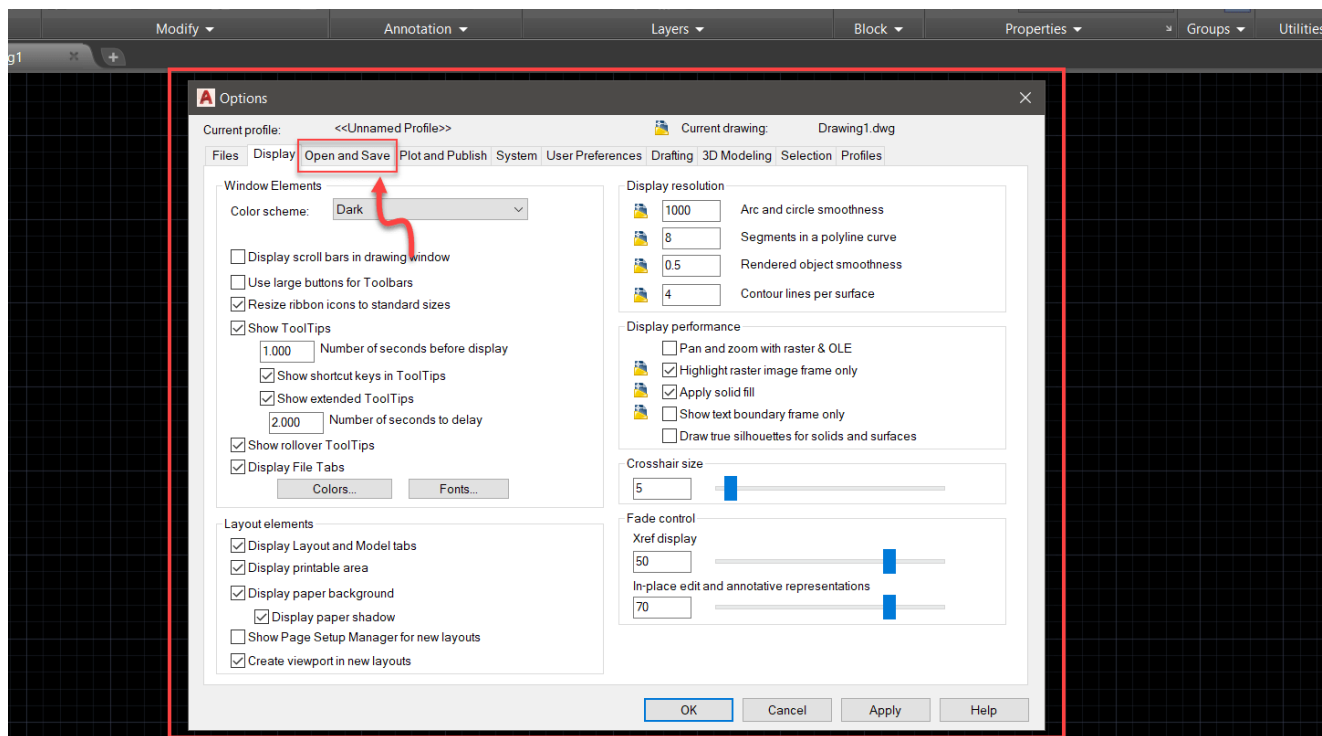 Modify Annotation Layers Block Properties Groups Utilities
g1
A Options
Current profile: <<Unnamed Profile>> Current drawing: Drawing1.dwg
Files Display Open and Save Plot and Publish System User Preferences Drafting 3D Modeling Selection Profiles
Window Elements
Color scheme: Dark
Display scroll bars in drawing window
Use large buttons for Toolbars
Resize ribbon icons to standard sizes
Show ToolTips
1.000 Number of seconds before display
Show shortcut keys in ToolTips
Show extended ToolTips
2.000 Number of seconds to delay
Show rollover ToolTips
Display File Tabs
Colors... Fonts...
Layout elements
Display Layout and Model tabs
Display printable area
Display paper background
Display paper shadow
Show Page Setup Manager for new layouts
Create viewport in new layouts
Display resolution
1000 Arc and circle smoothness
8 Segments in a polyline curve
0.5 Rendered object smoothness
4 Contour lines per surface
Display performance
Pan and zoom with raster & OLE
Highlight raster image frame only
Apply solid fill
Show text boundary frame only
Draw true silhouettes for solids and surfaces
Crosshair size
5
Fade control
Xref display
50
In-place edit and annotative representations
70
OK Cancel Apply Help